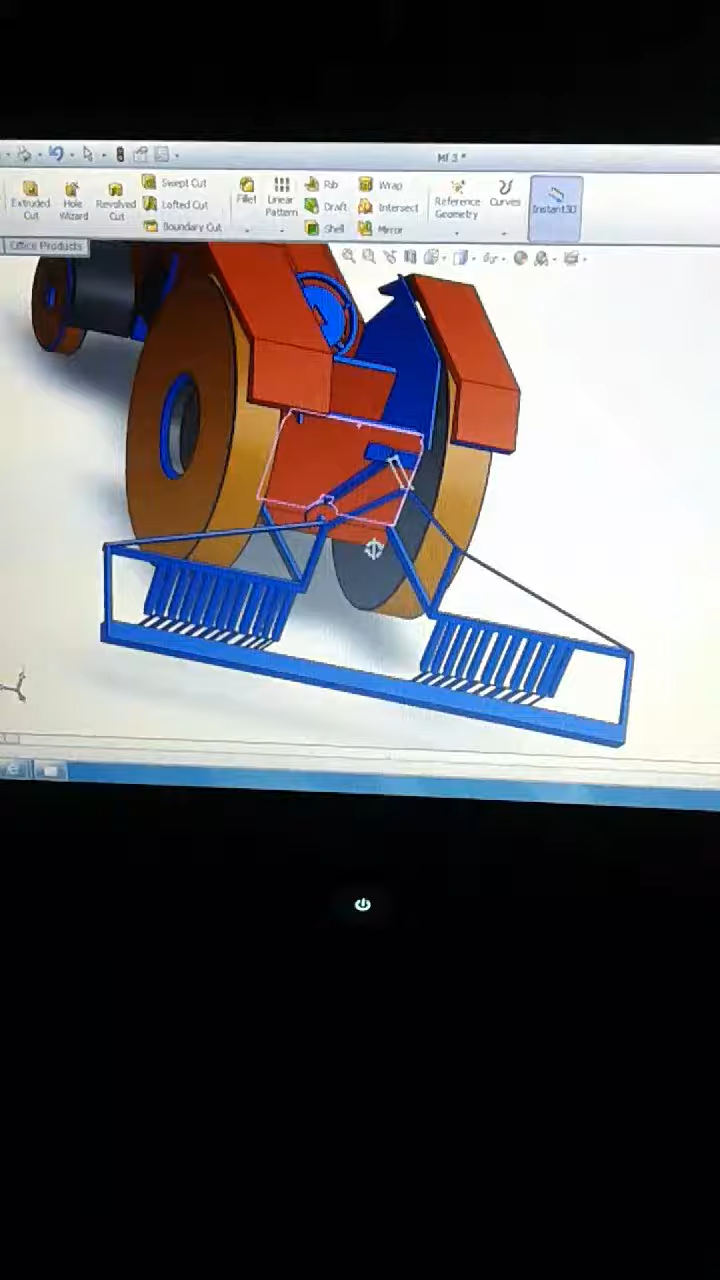 MF3 *
Extruded Cut
Hole Wizard
Revolved Cut
Swept Cut
Lofted Cut
Boundary Cut
Fillet
Linear Pattern
Rib
Draft
Shell
Wrap
Intersect
Mirror
Reference Geometry
Curves
Instant3D
Office Products